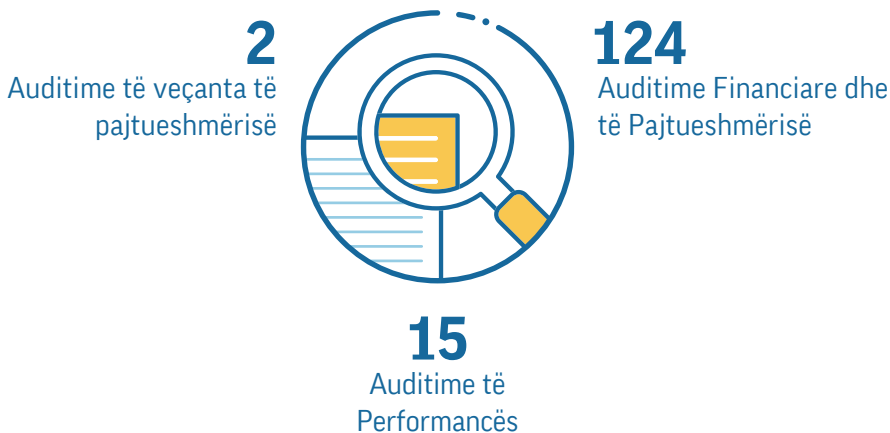 2
Auditime të veçanta të
pajtueshmërisë
124
Auditime Financiare dhe
të Pajtueshmërisë
15
Auditime të
Performancës